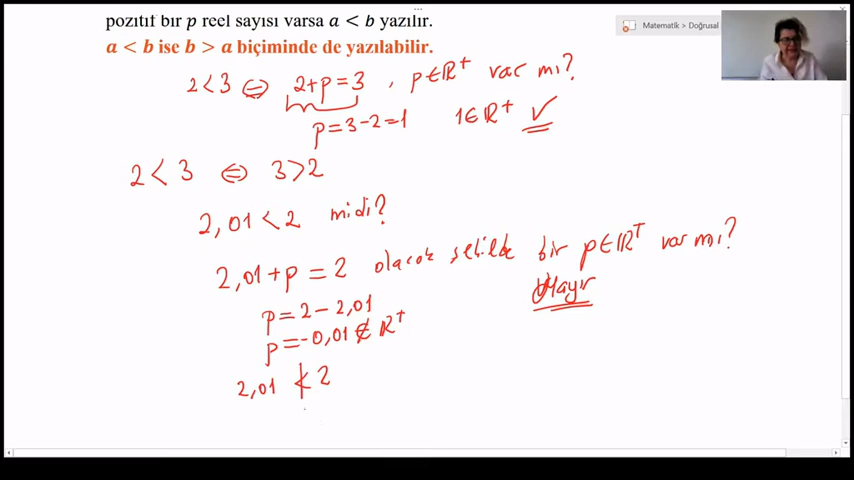 pozitif bir p reel sayısı varsa a < b yazılır.
a < b ise b > a biçiminde de yazılabilir.
Matematik > Doğrusal
2 < 3 ⇔ 2+p=3 , p∈ℝ⁺ var mı?
p=3-2=1 1∈ℝ⁺ ✓
2 < 3 ⇔ 3>2
2,01 < 2 midi?
2,01+p = 2 olacak şekilde bir p∈ℝ⁺ var mı?
Hayır
p=2-2,01
p=-0,01∉ℝ⁺
2,01 ≮ 2